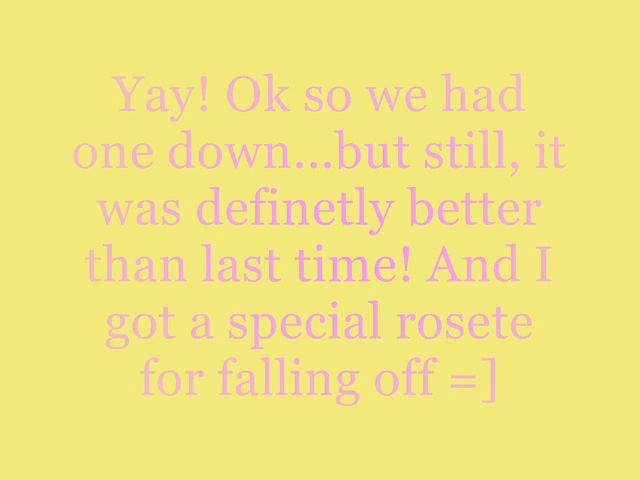 Yay! Ok so we had
one down...but still, it
was definetly better
than last time! And I
got a special rosete
for falling off =]